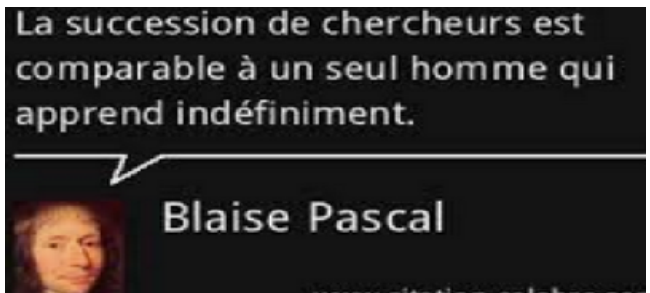 La succession de chercheurs est
comparable à un seul homme qui
apprend indéfiniment.
Blaise Pascal